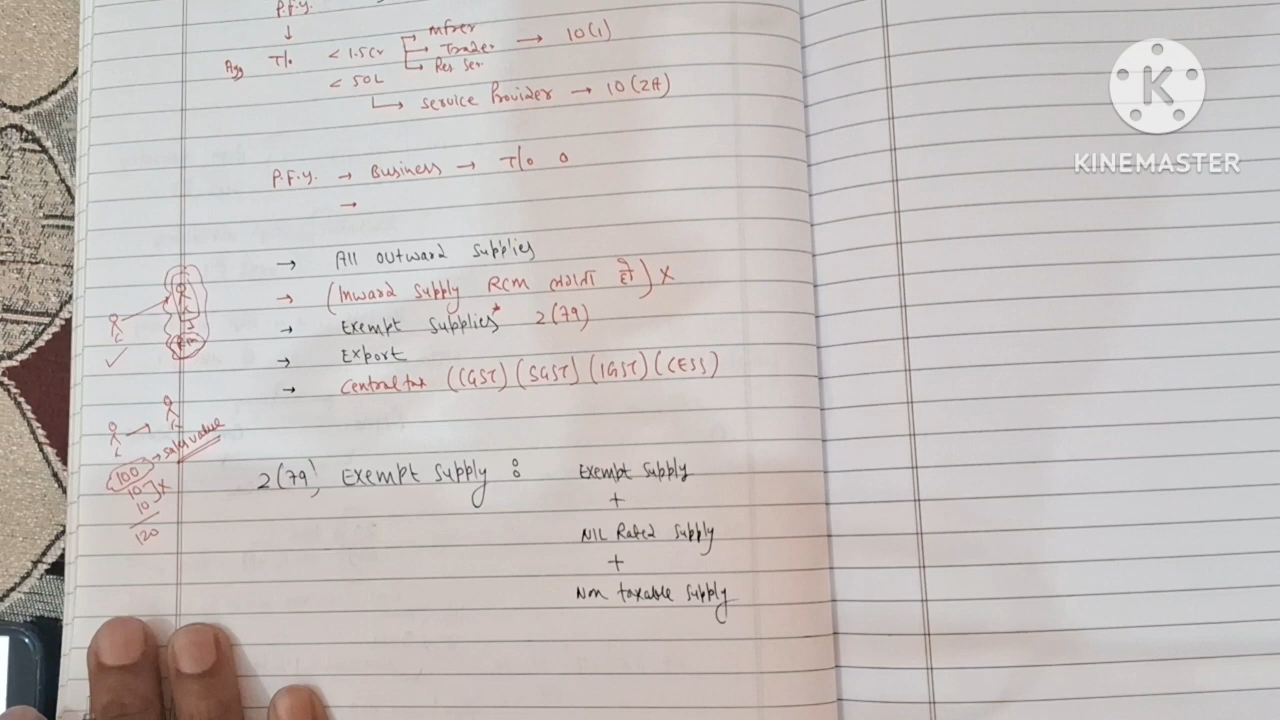 P.F.Y.
↓
Agg T/o < 1.5Cr → Mfrer
→ Trader → 10(1)
→ Res Ser.
< 50L
→ Service Provider → 10(2A)
P.F.Y. → Business → T/o 0
→
→ All outward supplies
→ (Inward Supply RCM है) X
→ Exempt Supplies* 2(79)
→ Export
→ Central tax (CGST) (SGST) (IGST) (CESS)
100 → sales value
10
10 X
120
2(79) Exempt Supply : Exempt Supply
+
NIL Rated Supply
+
Non taxable Supply
K
KINEMASTER